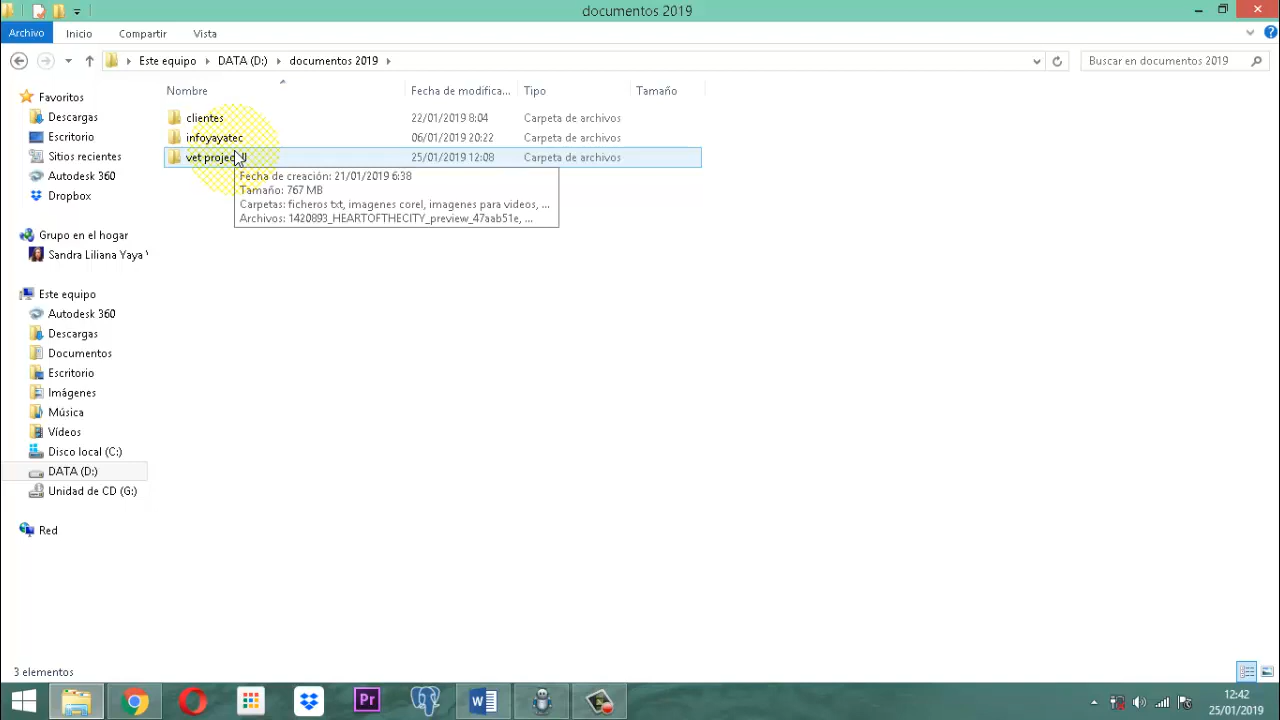 documentos 2019
Archivo Inicio Compartir Vista
Este equipo DATA (D:) documentos 2019 Buscar en documentos 2019
Nombre Fecha de modifica... Tipo Tamaño
Favoritos
Descargas
Escritorio
Sitios recientes
Autodesk 360
Dropbox
Grupo en el hogar
Sandra Liliana Yaya
Este equipo
Autodesk 360
Descargas
Documentos
Escritorio
Imágenes
Música
Vídeos
Disco local (C:)
DATA (D:)
Unidad de CD (G:)
Red
clientes 22/01/2019 8:04 Carpeta de archivos
infoyayatec 06/01/2019 20:22 Carpeta de archivos
vet 25/01/2019 12:08 Carpeta de archivos
Fecha de creación: 21/01/2019 6:38
Tamaño: 767 MB
Carpetas: ficheros txt, imagenes corel, imagenes para videos, ...
Archivos: 1420893_HEARTOFTHECITY_preview_47aab51e, ...
3 elementos
Pr
12:42
25/01/2019